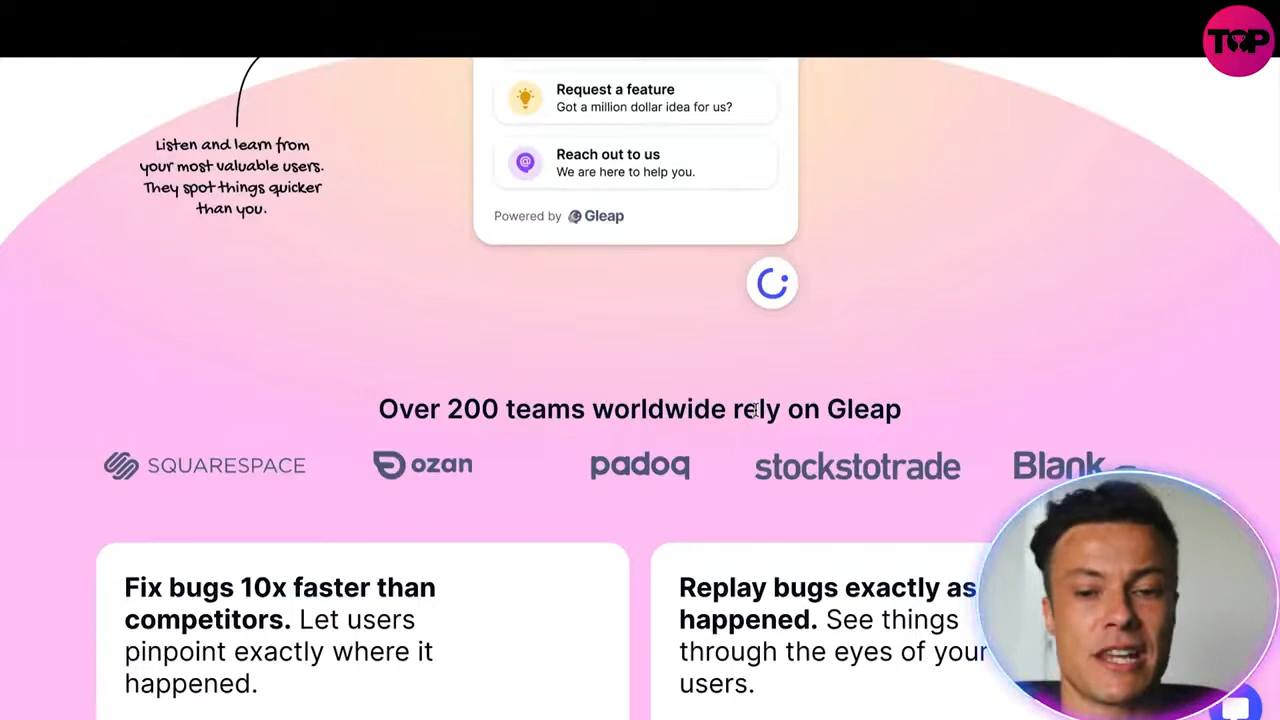 TOP
Request a feature
Got a million dollar idea for us?
Listen and learn from
your most valuable users.
They spot things quicker
than you.
Reach out to us
We are here to help you.
Powered by Gleap
Over 200 teams worldwide rely on Gleap
SQUARESPACE
ozan
padoq
stockstotrade
Blank
Fix bugs 10x faster than
competitors. Let users
pinpoint exactly where it
happened.
Replay bugs exactly as
happened. See things
through the eyes of your
users.